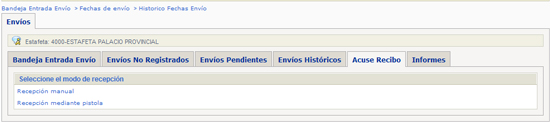 Bandeja Entrada Envío > Fechas de envío > Historico Fechas Envío
Envíos
Estafeta: 4000-ESTAFETA PALACIO PROVINCIAL
Bandeja Entrada Envío Envíos No Registrados Envíos Pendientes Envíos Históricos Acuse Recibo Informes
Seleccione el modo de recepción
Recepción manual
Recepción mediante pistola